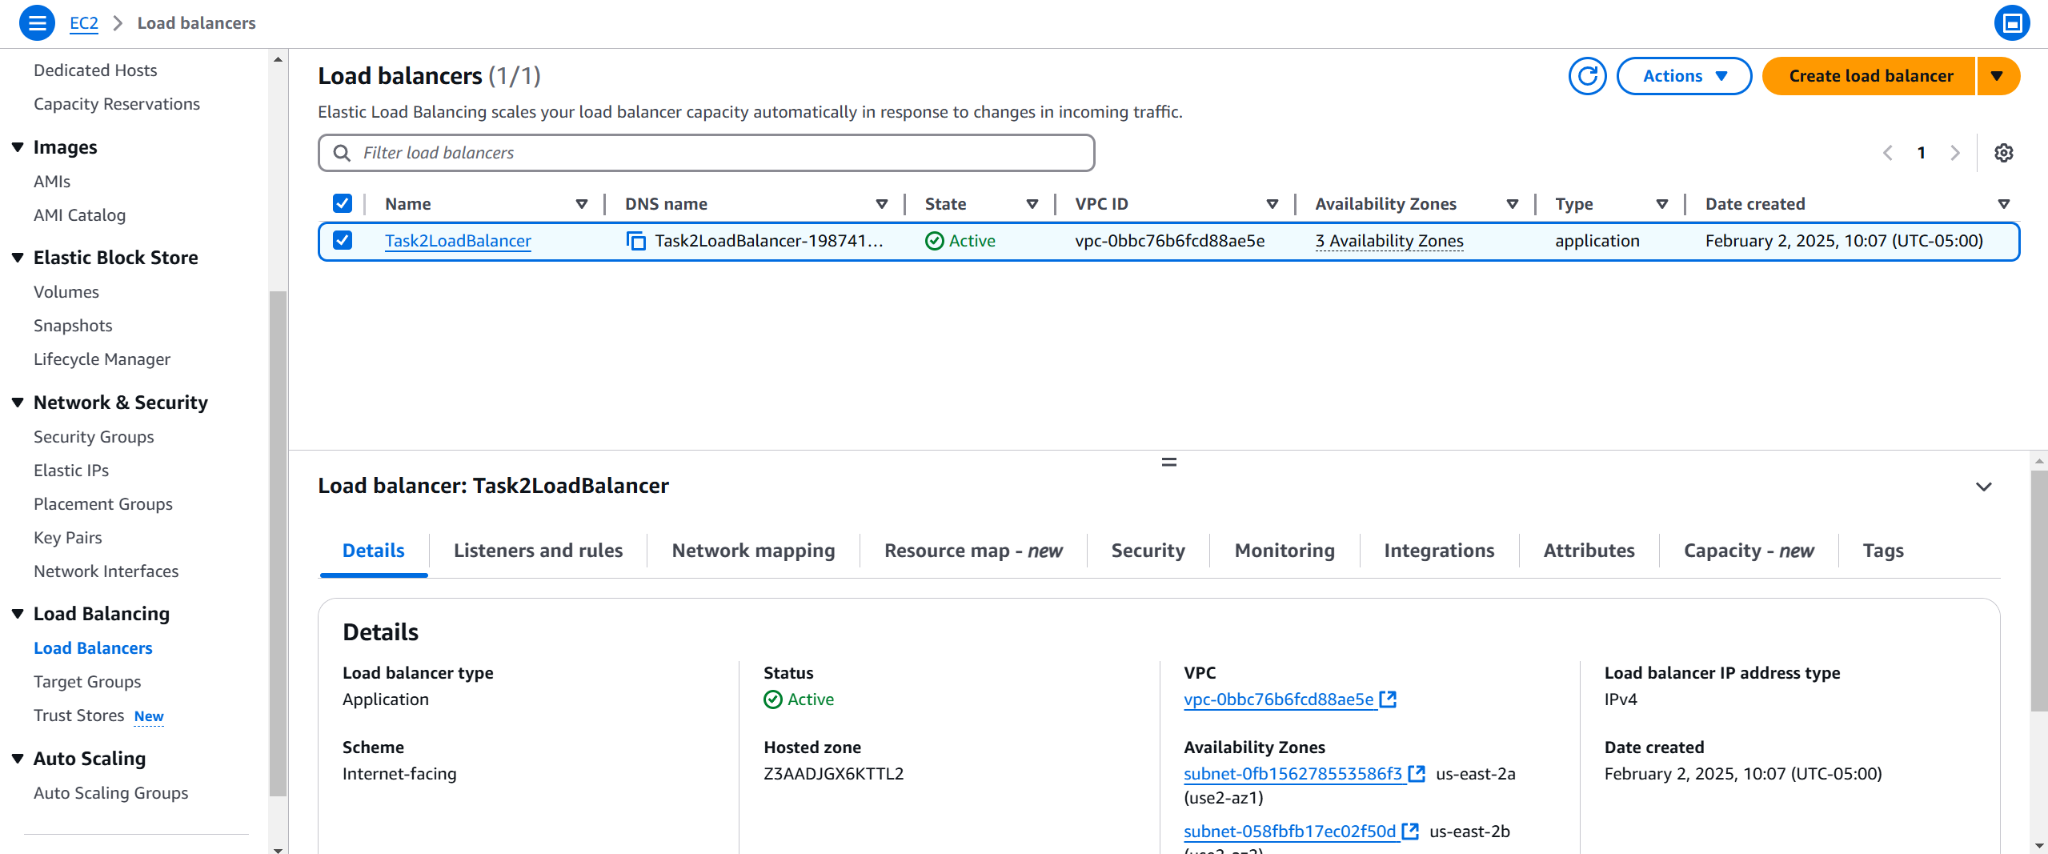 EC2 > Load balancers
Dedicated Hosts
Capacity Reservations
Images
AMIs
AMI Catalog
Elastic Block Store
Volumes
Snapshots
Lifecycle Manager
Network & Security
Security Groups
Elastic IPs
Placement Groups
Key Pairs
Network Interfaces
Load Balancing
Load Balancers
Target Groups
Trust Stores New
Auto Scaling
Auto Scaling Groups
Load balancers (1/1)
Actions
Create load balancer
Elastic Load Balancing scales your load balancer capacity automatically in response to changes in incoming traffic.
Filter load balancers
1
Name DNS name State VPC ID Availability Zones Type Date created
Task2LoadBalancer Task2LoadBalancer-198741... Active vpc-0bbc76b6fcd88ae5e 3 Availability Zones application February 2, 2025, 10:07 (UTC-05:00)
Load balancer: Task2LoadBalancer
Details Listeners and rules Network mapping Resource map - new Security Monitoring Integrations Attributes Capacity - new Tags
Details
Load balancer type
Application
Scheme
Internet-facing
Status
Active
Hosted zone
Z3AADJGX6KTTL2
VPC
vpc-0bbc76b6fcd88ae5e
Availability Zones
subnet-0fb156278553586f3 us-east-2a
(use2-az1)
subnet-058fbfb17ec02f50d us-east-2b
Load balancer IP address type
IPv4
Date created
February 2, 2025, 10:07 (UTC-05:00)